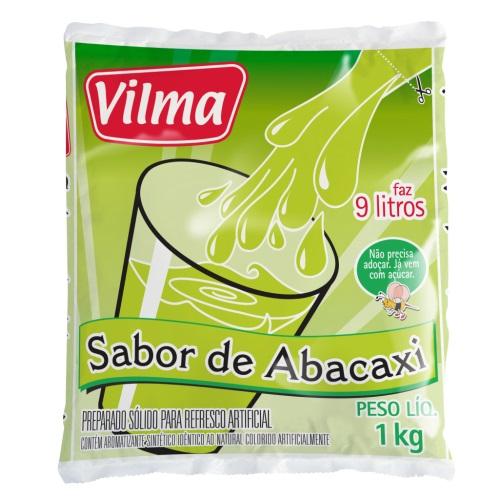 Vilma
faz
9 litros
Não precisa
adoçar. Já vem
com açúcar.
Sabor de Abacaxi
PREPARADO SÓLIDO PARA REFRESCO ARTIFICIAL
CONTÉM AROMATIZANTE SINTÉTICO IDÊNTICO AO NATURAL COLORIDO ARTIFICIALMENTE
PESO LÍQ.
1 kg